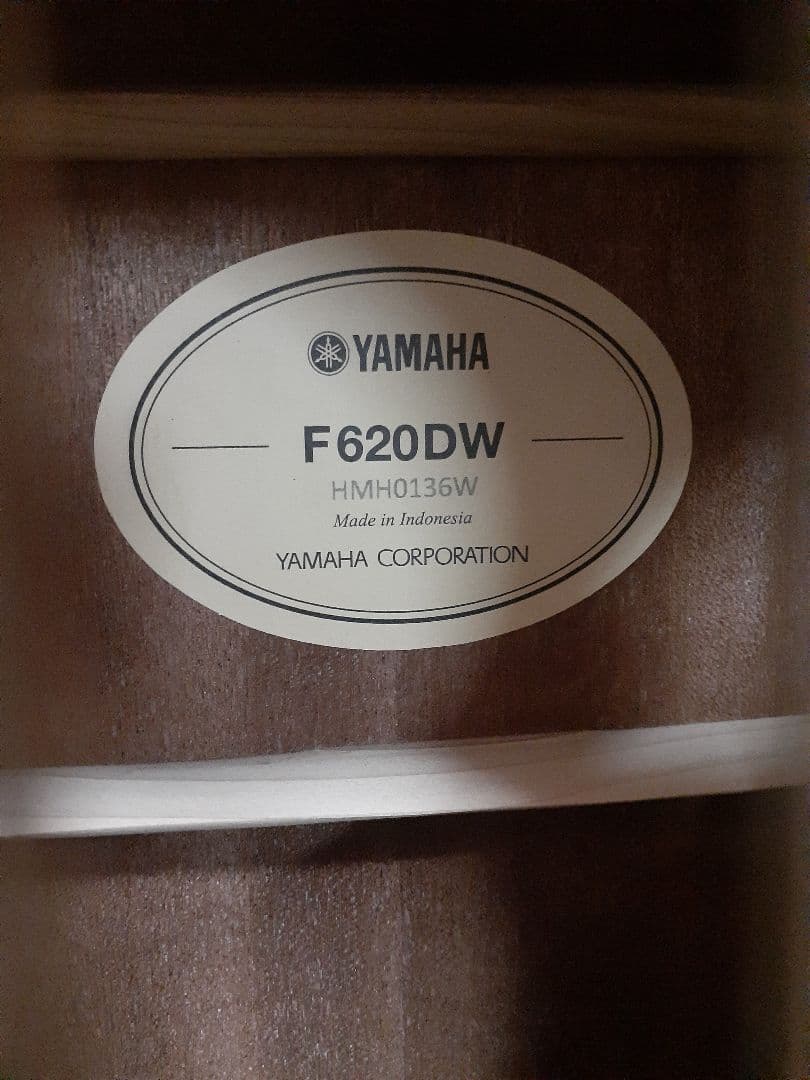 YAMAHA
F620DW
HMH0136W
Made in Indonesia
YAMAHA CORPORATION